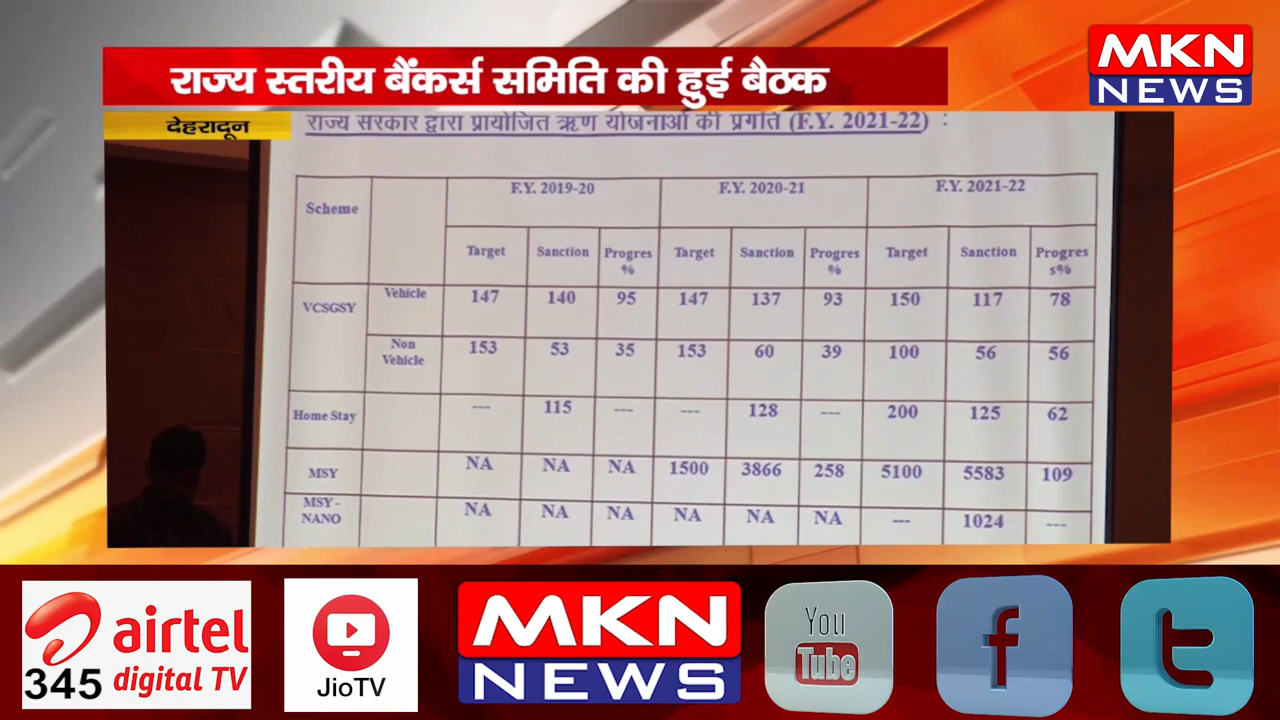 राज्य स्तरीय बैंकर्स समिति की हुई बैठक
MKN
NEWS
देहरादून
राज्य सरकार द्वारा प्रायोजित ऋण योजनाओं की प्रगति (F.Y. 2021-22) :
Scheme F.Y. 2019-20 F.Y. 2020-21 F.Y. 2021-22
Target Sanction Progres % Target Sanction Progres % Target Sanction Progres s%
VCSGSY Vehicle 147 140 95 147 137 93 150 117 78
Non Vehicle 153 53 35 153 60 39 100 56 56
Home Stay --- 115 --- --- 128 --- 200 125 62
MSY NA NA NA 1500 3866 258 5100 5583 109
MSY - NANO NA NA NA NA NA NA --- 1024 ---
airtel
digital TV
345
JioTV
MKN
NEWS
You
Tube
f
t